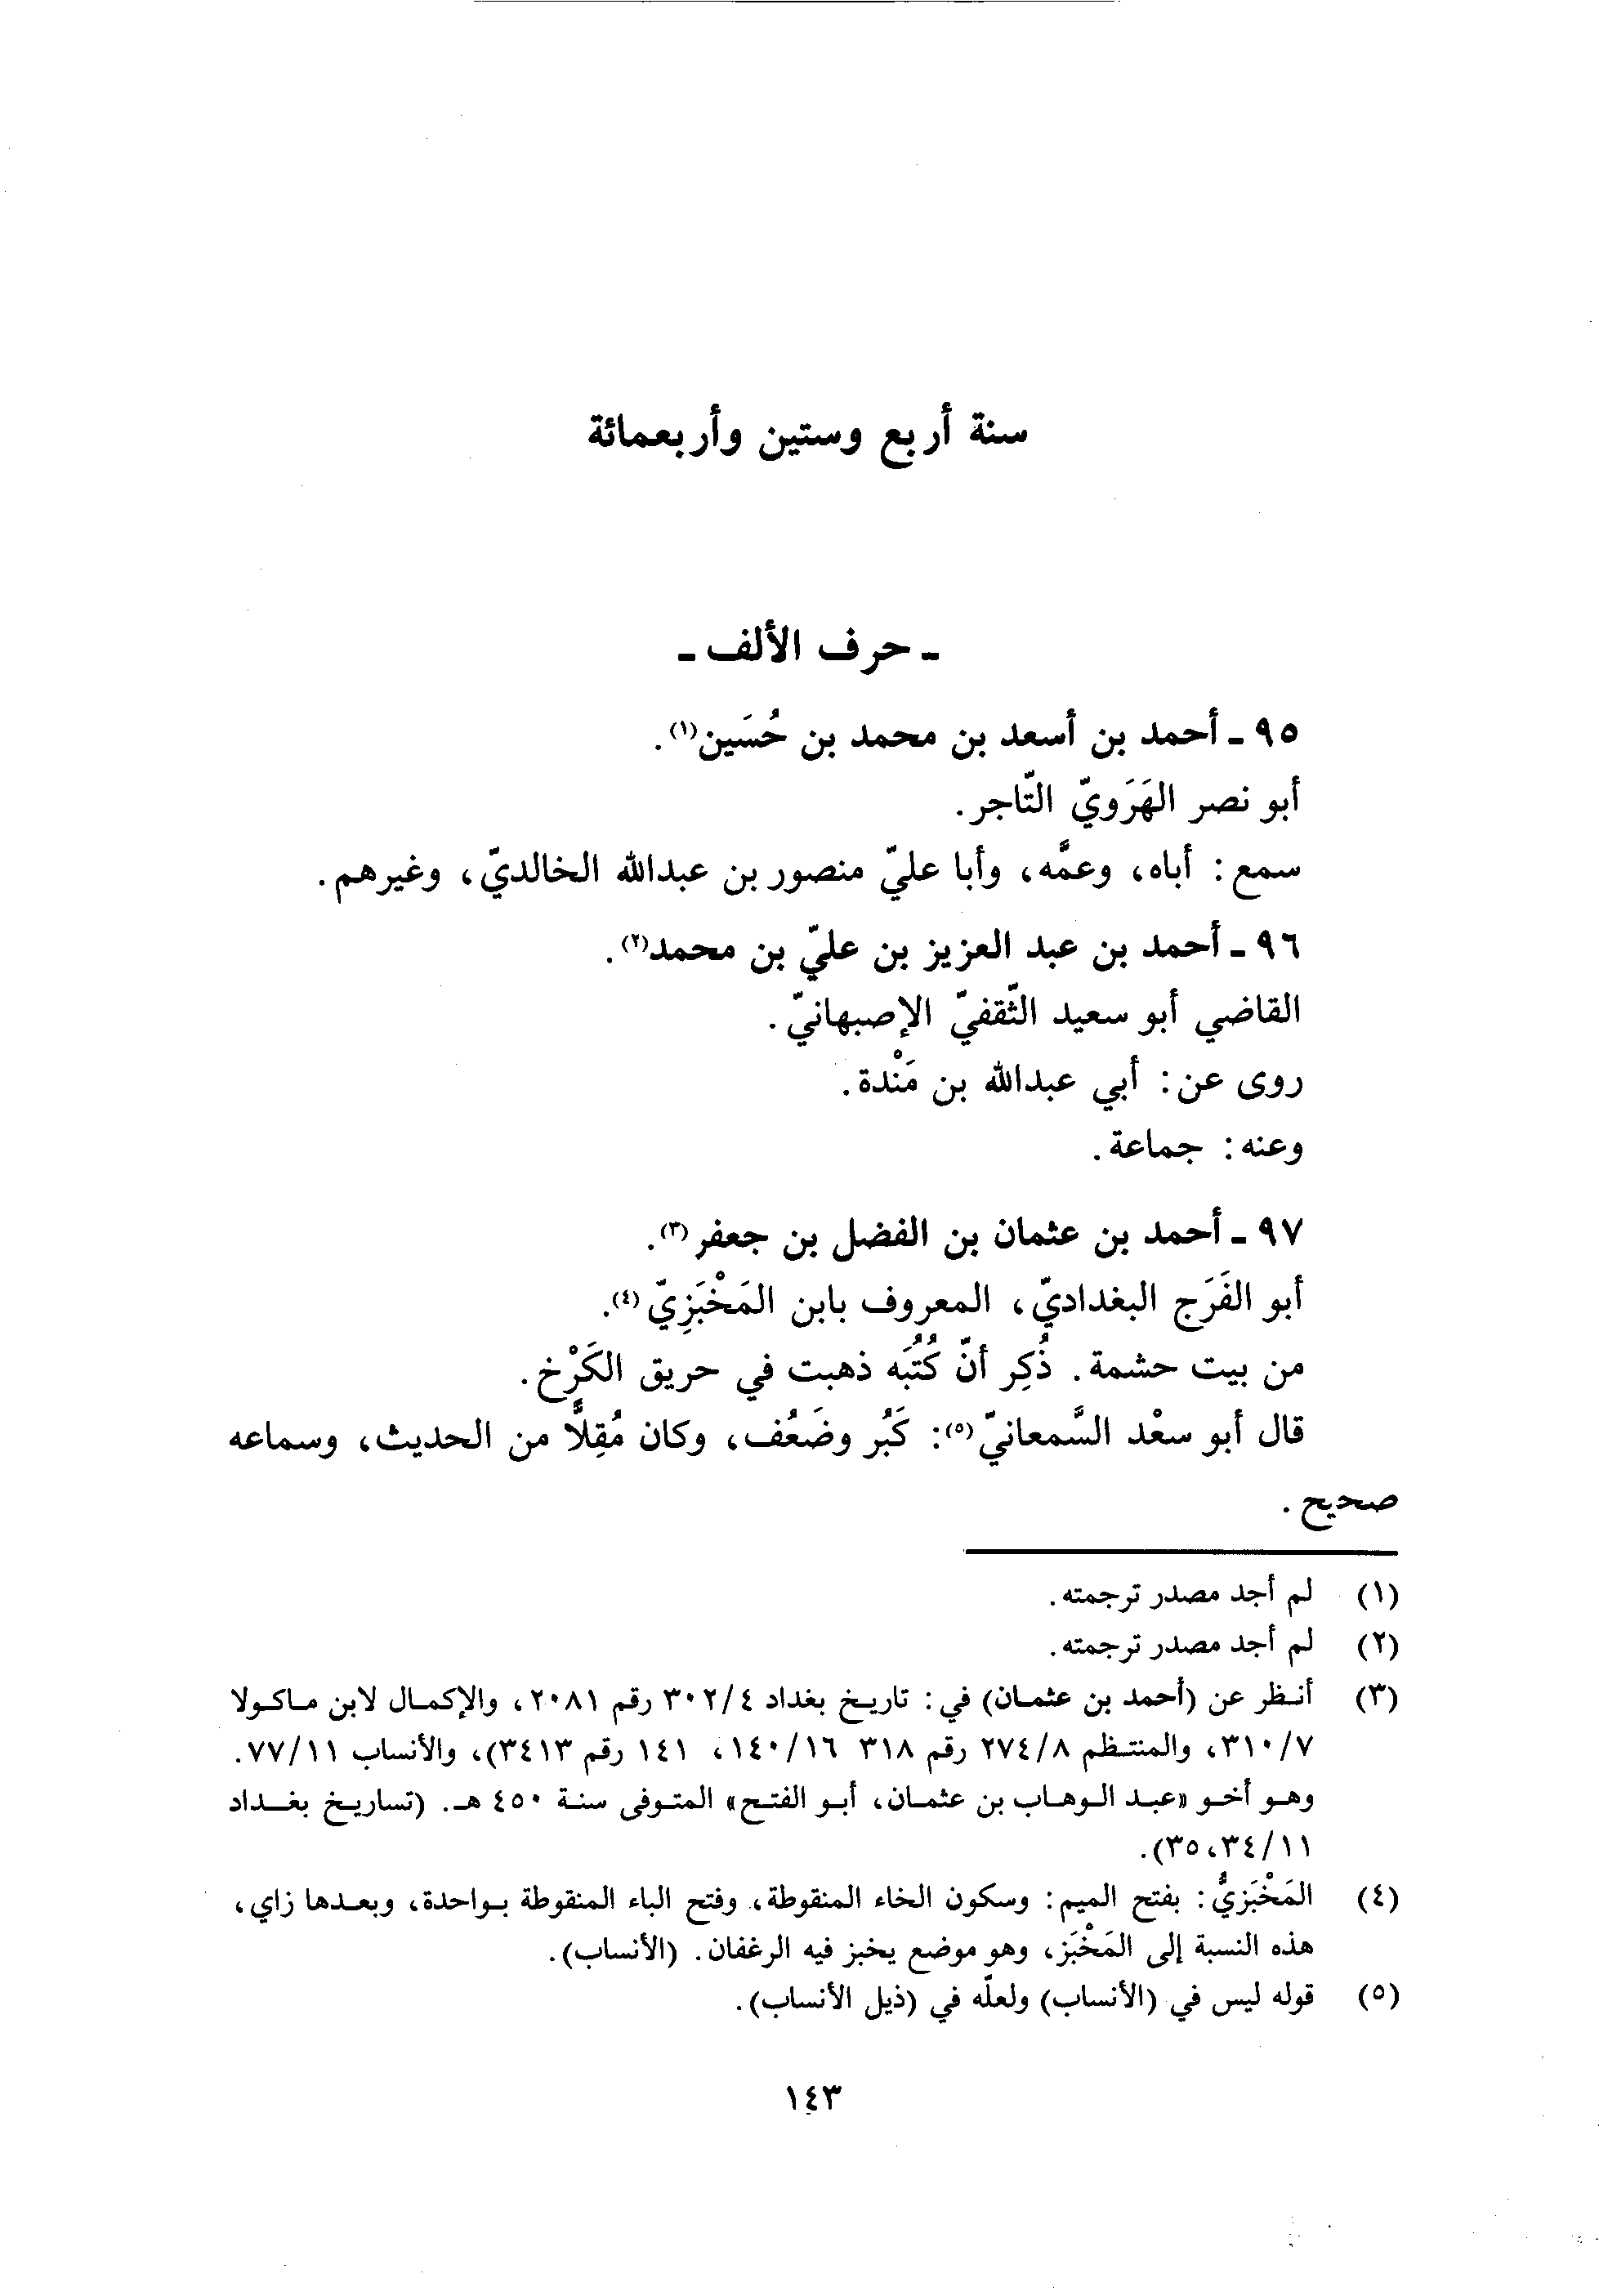 سنة أربع وستين وأربعمائة
ـ حرف الألف ـ
٩٥ ـ أحمد بن أسعد بن محمد بن حُسَين(١).
أبو نصر الهَرَويّ التّاجر.
سمع: أباه، وعمَّه، وأبا عليّ منصور بن عبدالله الخالديّ، وغيرهم.
٩٦ ـ أحمد بن عبد العزيز بن عليّ بن محمد(٢).
القاضي أبو سعيد الثّقفيّ الإصبهانيّ.
روى عن: أبي عبدالله بن مَنْدة.
وعنه: جماعة.
٩٧ ـ أحمد بن عثمان بن الفضل بن جعفر(٣).
أبو الفَرَج البغداديّ، المعروف بابن المَخْبَزِيّ(٤).
من بيت حشمة. ذُكِر أنّ كُتُبَه ذهبت في حريق الكَرْخ.
قال أبو سعْد السَّمعانيّ(٥): كَبُر وضَعُف، وكان مُقِلًّا من الحديث، وسماعه
صحيح.
(١) لم أجد مصدر ترجمته.
(٢) لم أجد مصدر ترجمته.
(٣) أنظر عن (أحمد بن عثمان) في: تاريخ بغداد ٣٠٢/٤ رقم ٢٠٨١، والإكمال لابن ماكولا
٣١٠/٧، والمنتظم ٢٧٤/٨ رقم ٣١٨ ١٤٠/١٦، ١٤١ رقم ٣٤١٣)، والأنساب ٧٧/١١.
وهو أخو «عبد الوهاب بن عثمان، أبو الفتح» المتوفى سنة ٤٥٠ هـ. (تساريخ بغداد
٣٤/١١، ٣٥).
(٤) المَخْبَزيُّ: بفتح الميم: وسكون الخاء المنقوطة، وفتح الباء المنقوطة بواحدة، وبعدها زاي،
هذه النسبة إلى المَخْبَز، وهو موضع يخبز فيه الرغفان. (الأنساب).
(٥) قوله ليس في (الأنساب) ولعلّه في (ذيل الأنساب).
١٤٣